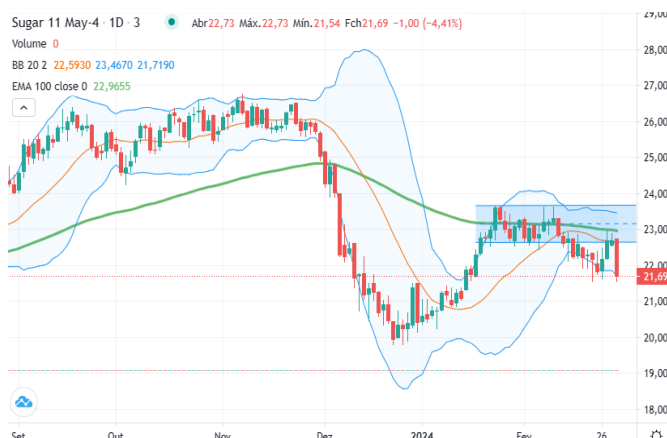 Sugar 11 May-4 · 1D · 3 Abr22,73 Máx.22,73 Mín.21,54 Fch21,69 −1,00 (−4,41%)
Volume 0
BB 20 2 22,5930 23,4670 21,7190
EMA 100 close 0 22,9655
29,00
28,00
27,00
26,00
25,00
24,00
23,00
22,00
21,69
20,00
19,00
18,00
Set Out Nov Dez 2024 Fev 26